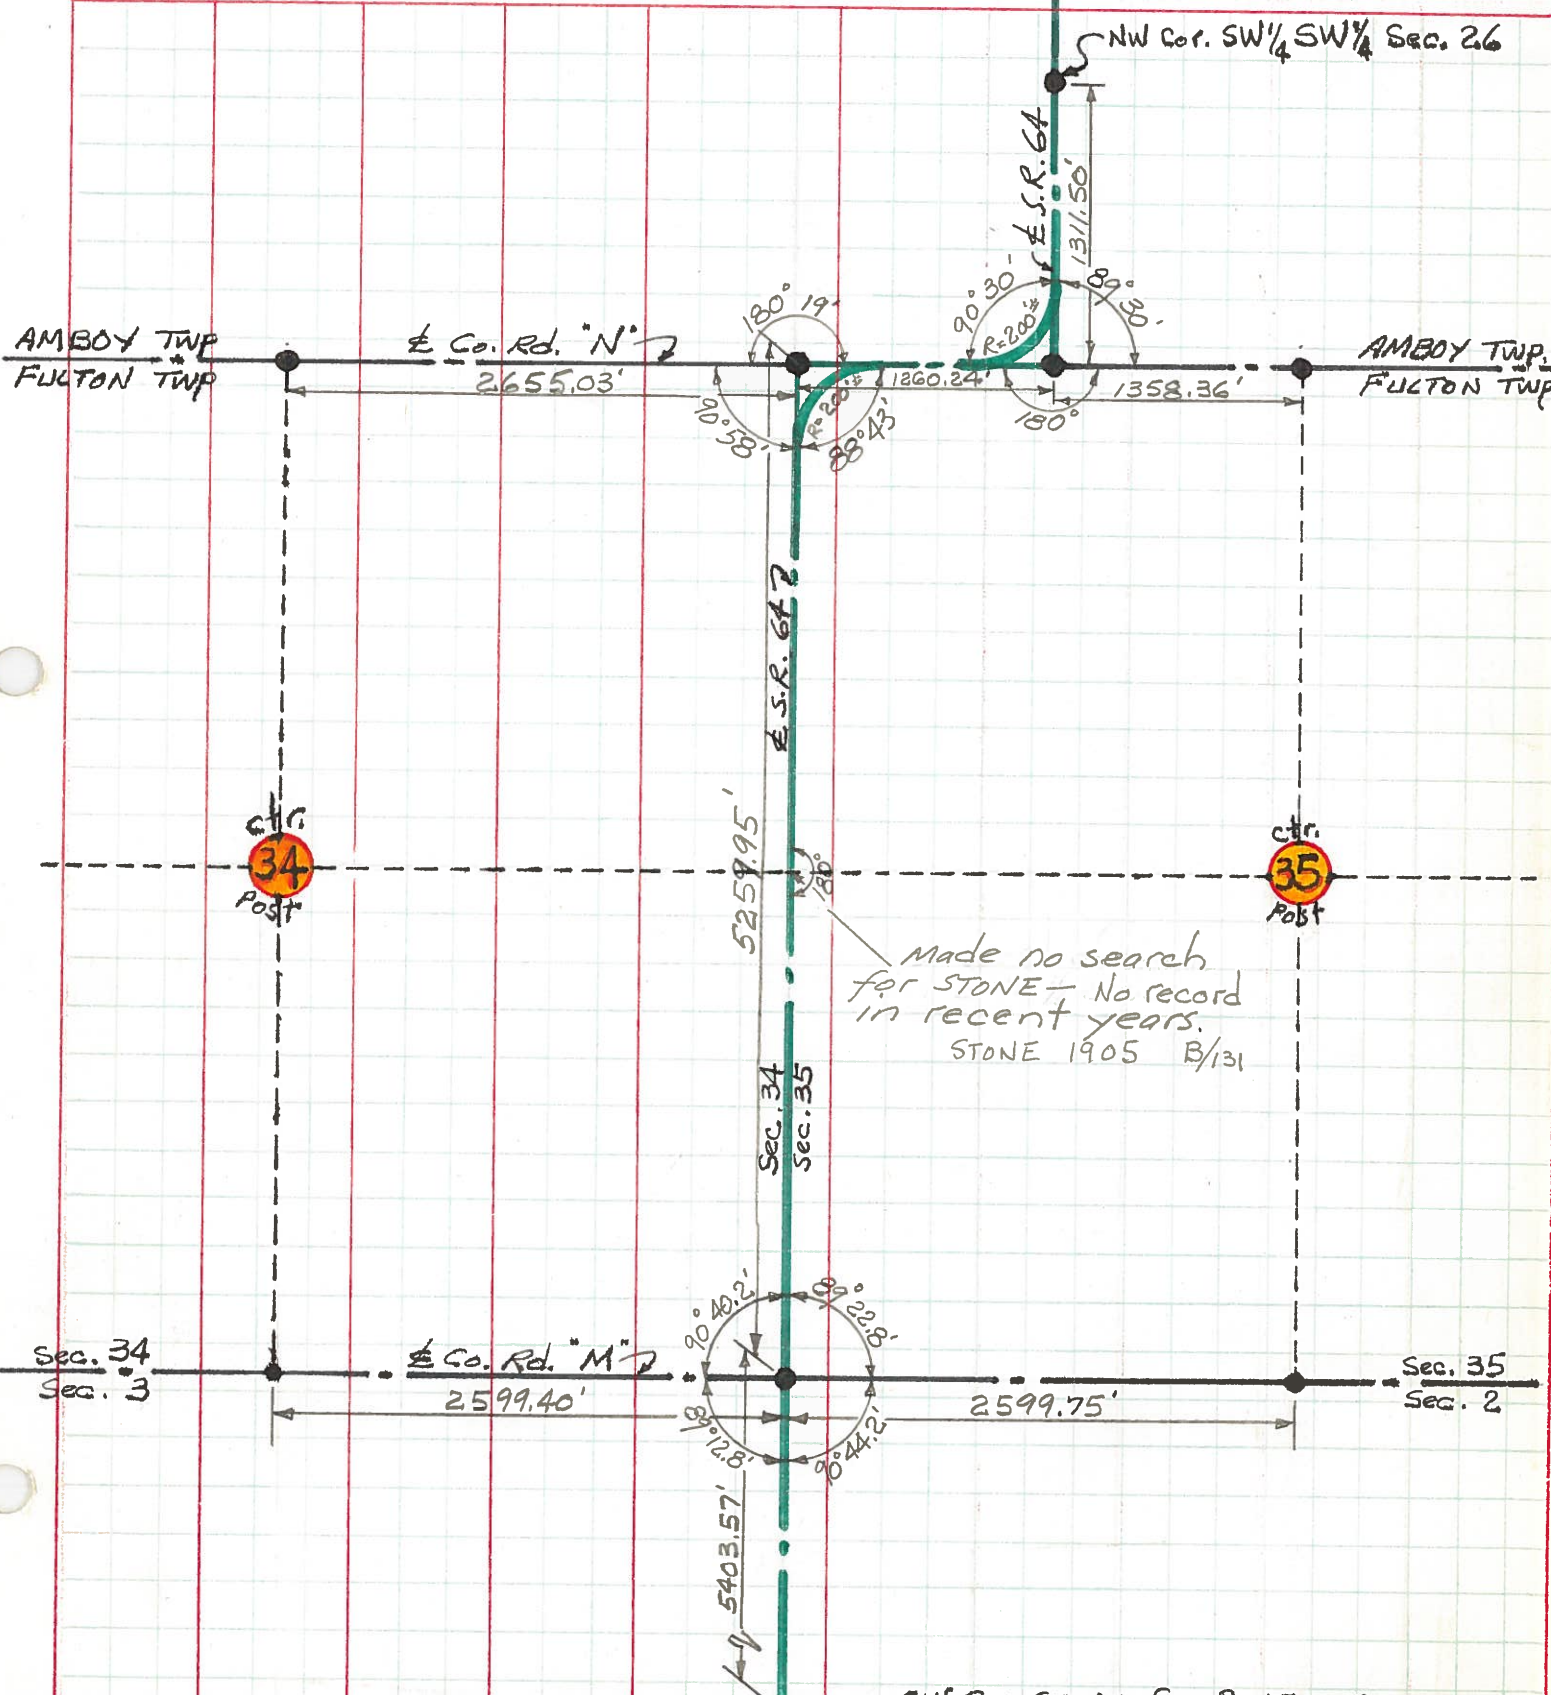 NW Cor. SW¼ SW¼ Sec. 26
℄ S.R. 64
1311.50'
90° 30'
89° 30'
R=200'±
180° 19'
AMBOY TWP
FULTON TWP
℄ Co. Rd. "N"
2655.03'
1260.24'
1358.36'
AMBOY TWP.
FULTON TWP
90° 58'
R=200'±
88° 43'
180°
℄ S.R. 64
5259.95'
ctr.
34
Post
180°
ctr.
35
Post
Made no search
for STONE — No record
in recent years.
STONE 1905 B/131
Sec. 34
Sec. 35
90° 40.2'
89° 22.8'
Sec. 34
Sec. 3
℄ Co. Rd. "M"
2599.40'
2599.75'
Sec. 35
Sec. 2
89° 12.8'
90° 44.2'
5403.57'